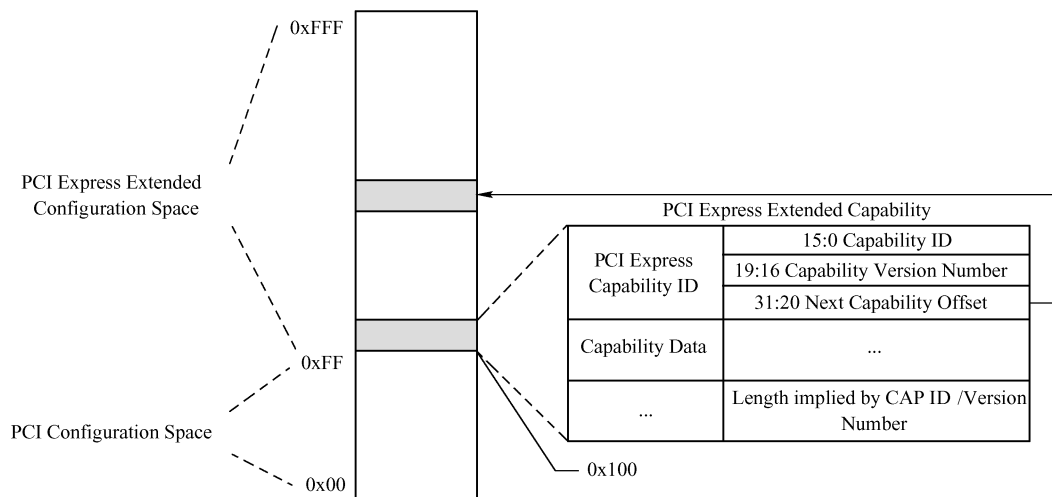 0xFFF
PCI Express Extended
Configuration Space
0xFF
PCI Configuration Space
0x00
PCI Express Extended Capability
PCI Express
Capability ID
15:0 Capability ID
19:16 Capability Version Number
31:20 Next Capability Offset
Capability Data
...
...
Length implied by CAP ID /Version
Number
0x100